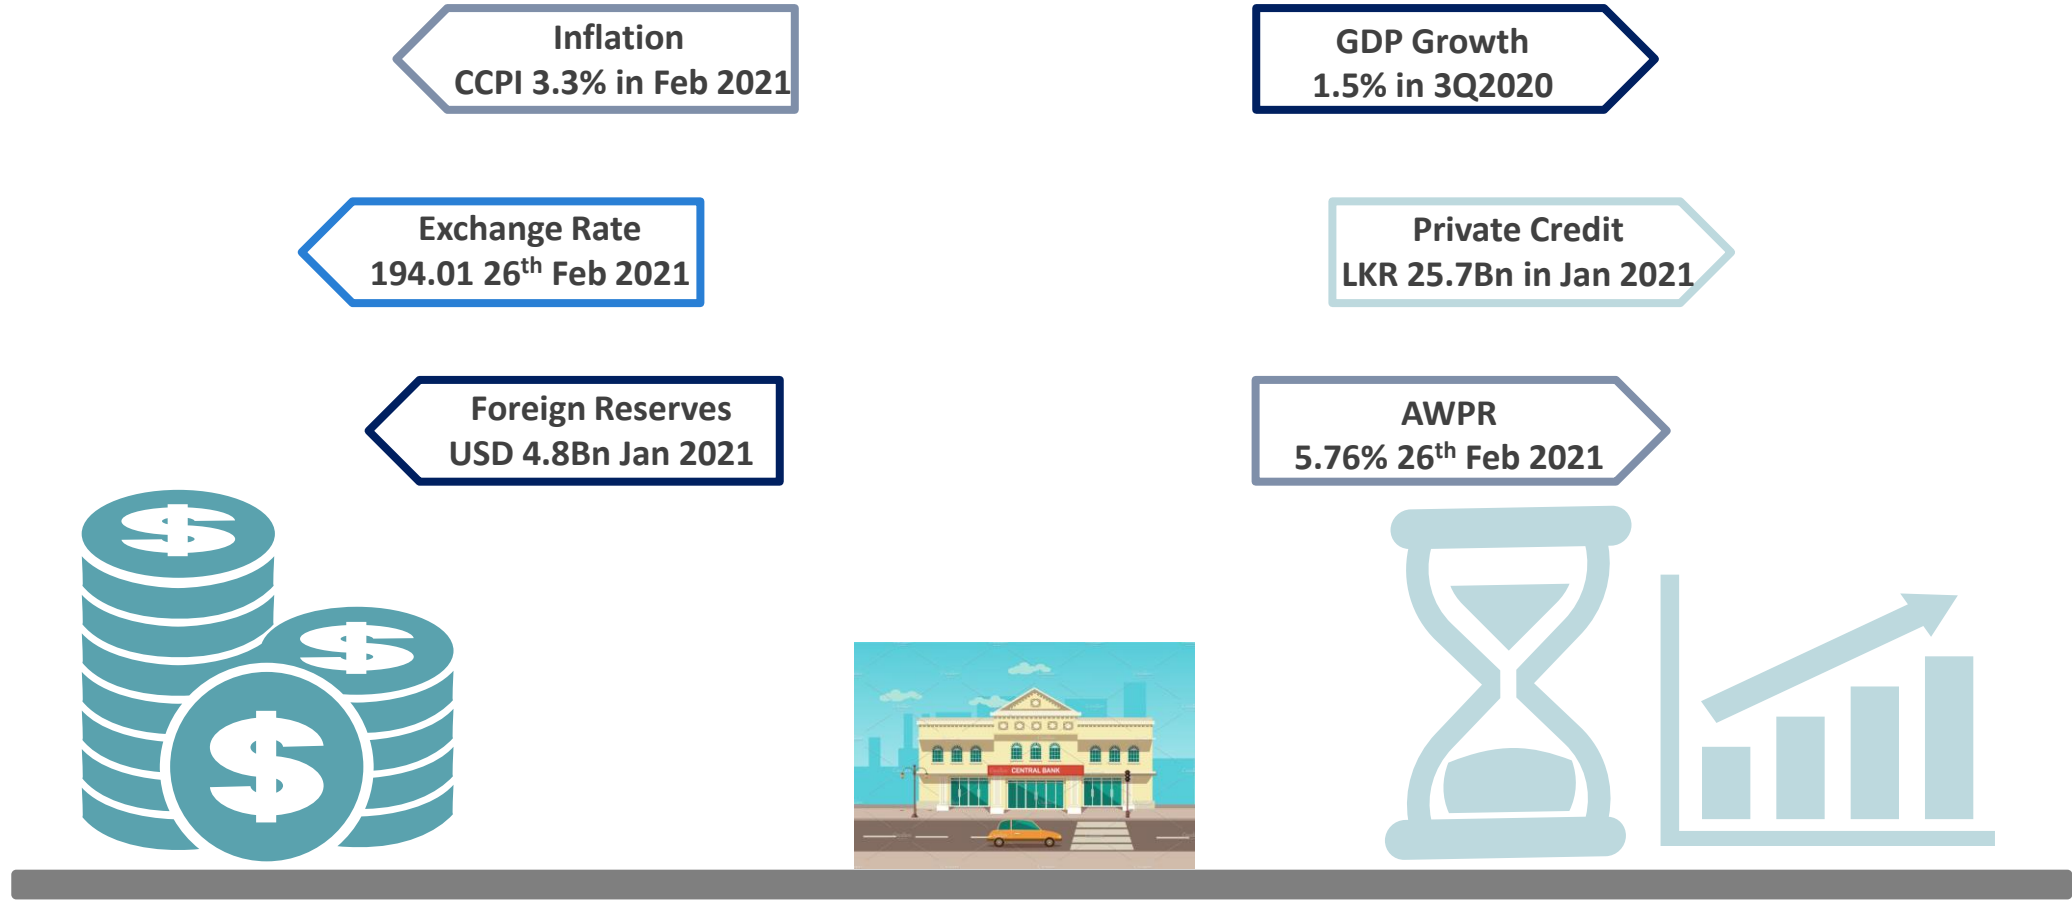 Inflation
CCPI 3.3% in Feb 2021
GDP Growth
1.5% in 3Q2020
Exchange Rate
194.01 26th Feb 2021
Private Credit
LKR 25.7Bn in Jan 2021
Foreign Reserves
USD 4.8Bn Jan 2021
AWPR
5.76% 26th Feb 2021
$
$
$
CENTRAL BANK